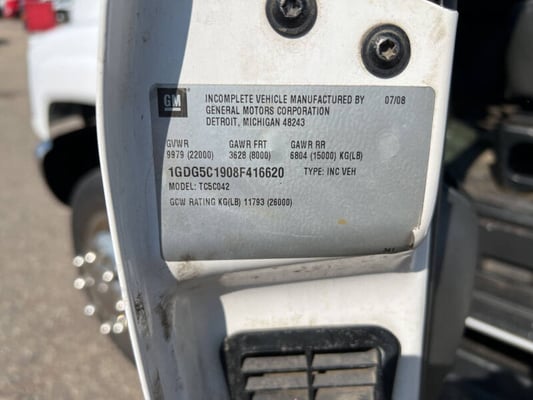 GM INCOMPLETE VEHICLE MANUFACTURED BY 07/08
GENERAL MOTORS CORPORATION
DETROIT, MICHIGAN 48243
GVWR GAWR FRT GAWR RR
9979 (22000) 3628 (8000) 6804 (15000) KG(LB)
1GDG5C1908F416620 TYPE: INC VEH
MODEL: TC5C042
GCW RATING KG(LB) 11793 (26000)